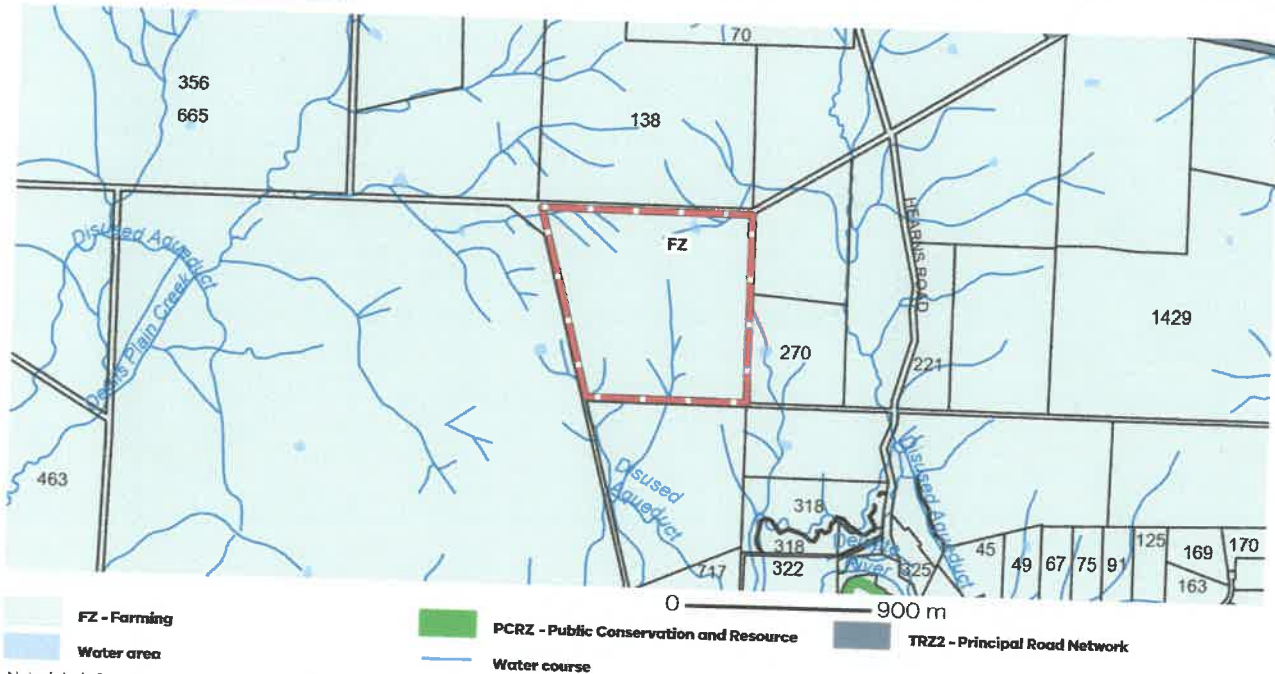 70
356
665
138
FZ
HEARNS ROAD
Disused Aqueduct
Deans Plain Creek
1429
270
221
463
Disused
Aqueduct
Disused Aqueduct
318
318
322
717
River
325
45
49
67
75
91
125
169
170
163
0
900 m
FZ - Farming
PCRZ - Public Conservation and Resource
TRZ2 - Principal Road Network
Water area
Water course